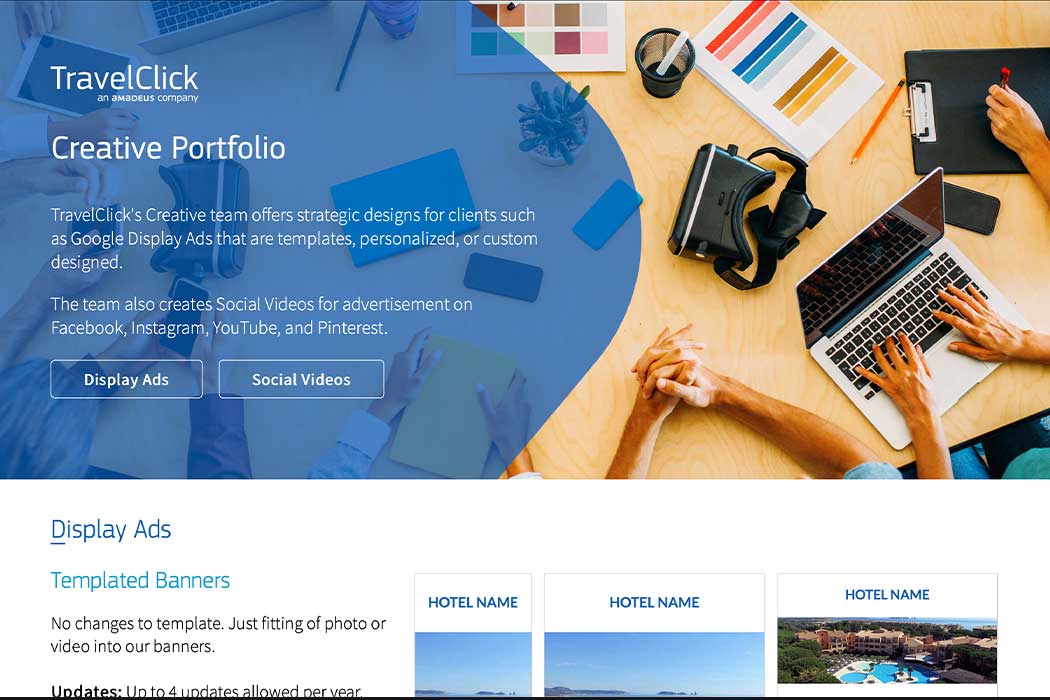 TravelClick
an AMADEUS company
Creative Portfolio
TravelClick's Creative team offers strategic designs for clients such
as Google Display Ads that are templates, personalized, or custom
designed.
The team also creates Social Videos for advertisement on
Facebook, Instagram, YouTube, and Pinterest.
Display Ads
Social Videos
Display Ads
Templated Banners
No changes to template. Just fitting of photo or
video into our banners.
Updates: Up to 4 updates allowed per year.
HOTEL NAME
HOTEL NAME
HOTEL NAME